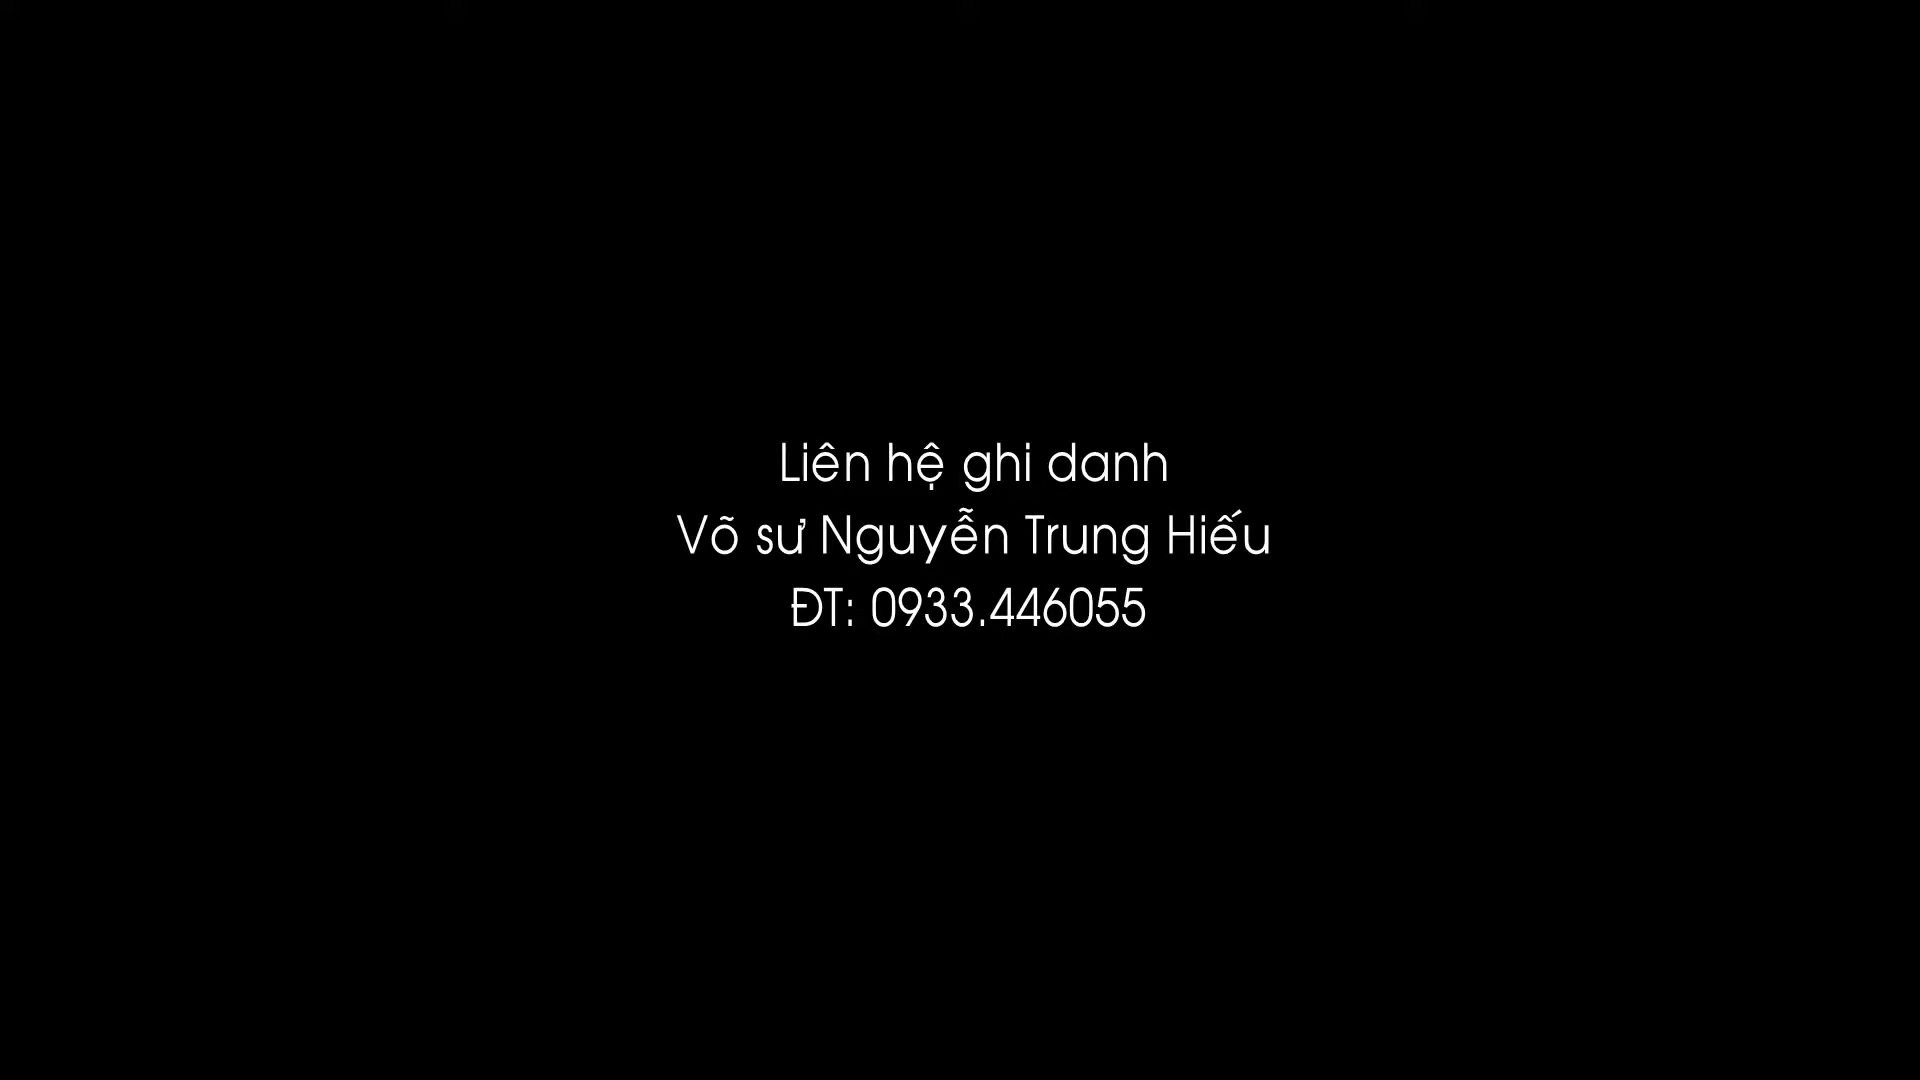 Liên hệ ghi danh
Võ sư Nguyễn Trung Hiếu
ĐT: 0933.446055